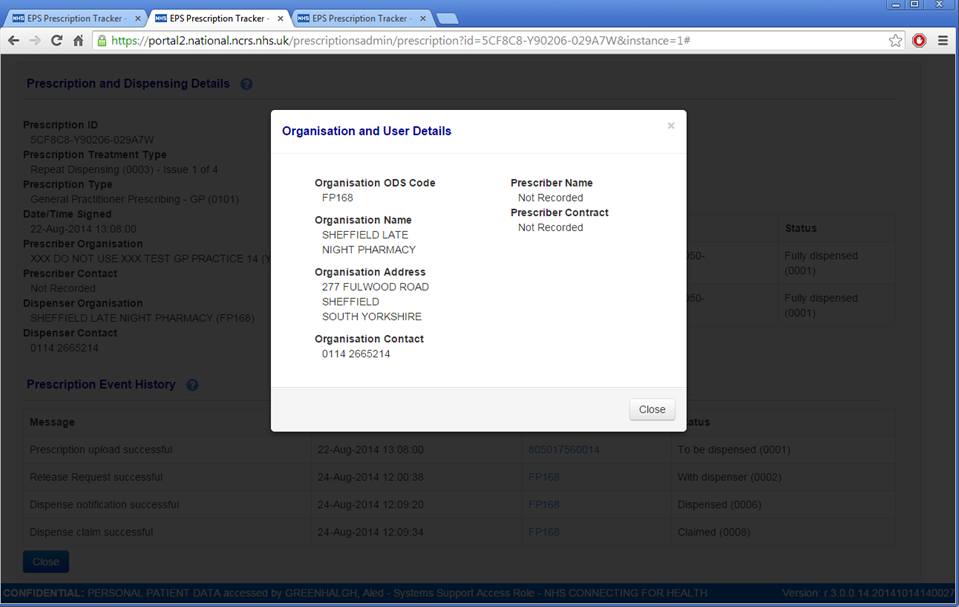 NHS EPS Prescription Tracker - ×
NHS EPS Prescription Tracker - ×
NHS EPS Prescription Tracker - ×
https://portal2.national.ncrs.nhs.uk/prescriptionsadmin/prescription?id=5CF8C8-Y90206-029A7W&instance=1#
Prescription and Dispensing Details ?
Prescription ID
5CF8C8-Y90206-029A7W
Prescription Treatment Type
Repeat Dispensing (0003) - Issue 1 of 4
Prescription Type
General Practitioner Prescribing - GP (0101)
Date/Time Signed
22-Aug-2014 13:08:00
Prescriber Organisation
XXX DO NOT USE XXX TEST GP PRACTICE 14 (Y
Prescriber Contact
Not Recorded
Dispenser Organisation
SHEFFIELD LATE NIGHT PHARMACY (FP168)
Dispenser Contact
0114 2665214
Organisation and User Details ×
Organisation ODS Code
FP168
Organisation Name
SHEFFIELD LATE
NIGHT PHARMACY
Organisation Address
277 FULWOOD ROAD
SHEFFIELD
SOUTH YORKSHIRE
Organisation Contact
0114 2665214
Prescriber Name
Not Recorded
Prescriber Contract
Not Recorded
Close
Status
050-
Fully dispensed
(0001)
050-
Fully dispensed
(0001)
Prescription Event History ?
Message tatus
Prescription upload successful 22-Aug-2014 13:08:00 805017560014 To be dispensed (0001)
Release Request successful 24-Aug-2014 12:00:38 FP168 With dispenser (0002)
Dispense notification successful 24-Aug-2014 12:09:20 FP168 Dispensed (0006)
Dispense claim successful 24-Aug-2014 12:09:34 FP168 Claimed (0008)
Close
CONFIDENTIAL: PERSONAL PATIENT DATA accessed by GREENHALGH, Aled - Systems Support Access Role - NHS CONNECTING FOR HEALTH Version: r.3.0.0.14.20141014140027